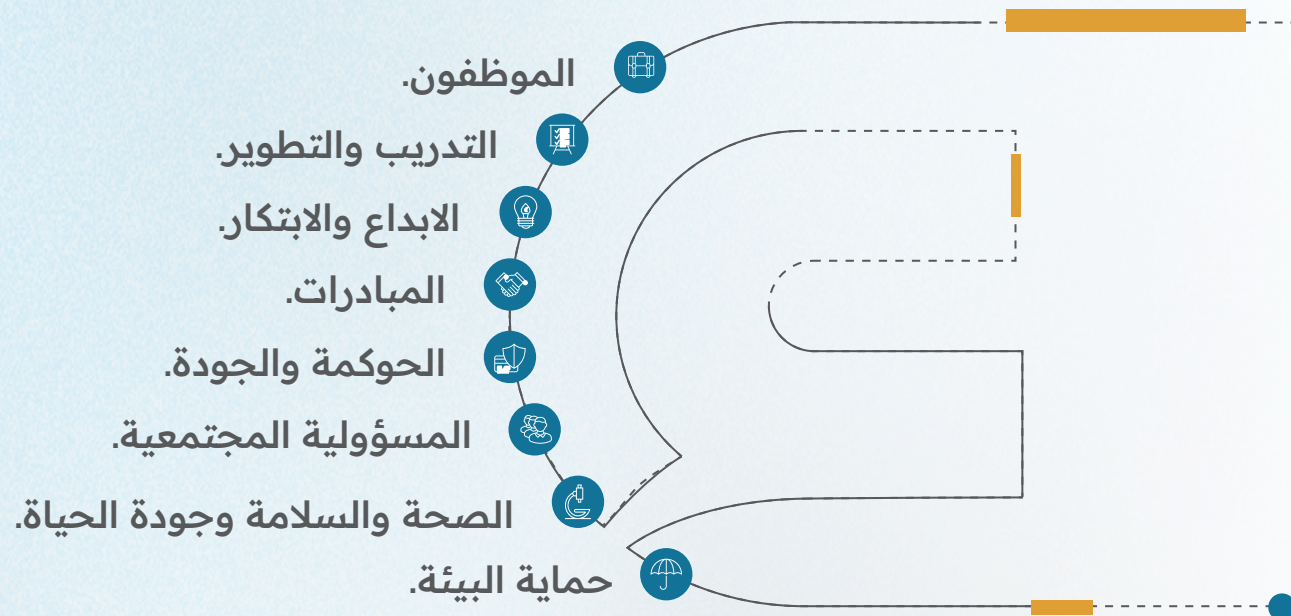 الموظفون.
التدريب والتطوير.
الابداع والابتكار.
المبادرات.
الحوكمة والجودة.
المسؤولية المجتمعية.
الصحة والسلامة وجودة الحياة.
حماية البيئة.